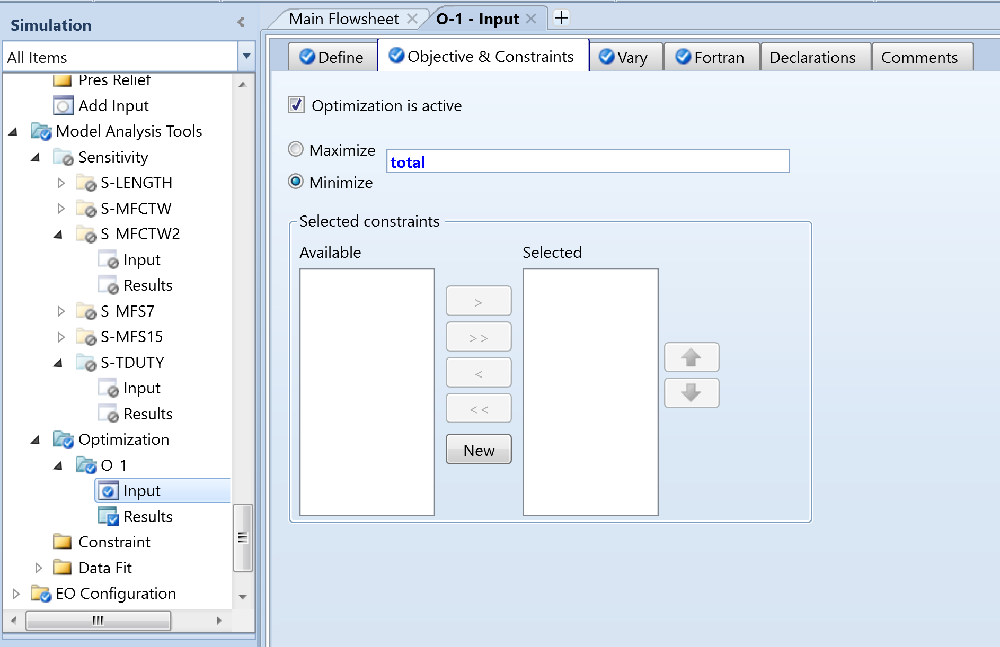 Simulation
All Items
Pres Relief
Add Input
Model Analysis Tools
Sensitivity
S-LENGTH
S-MFCTW
S-MFCTW2
Input
Results
S-MFS7
S-MFS15
S-TDUTY
Input
Results
Optimization
O-1
Input
Results
Constraint
Data Fit
EO Configuration
Main Flowsheet
O-1 - Input
Define
Objective & Constraints
Vary
Fortran
Declarations
Comments
Optimization is active
Maximize
total
Minimize
Selected constraints
Available
Selected
>
>>
<
<<
New